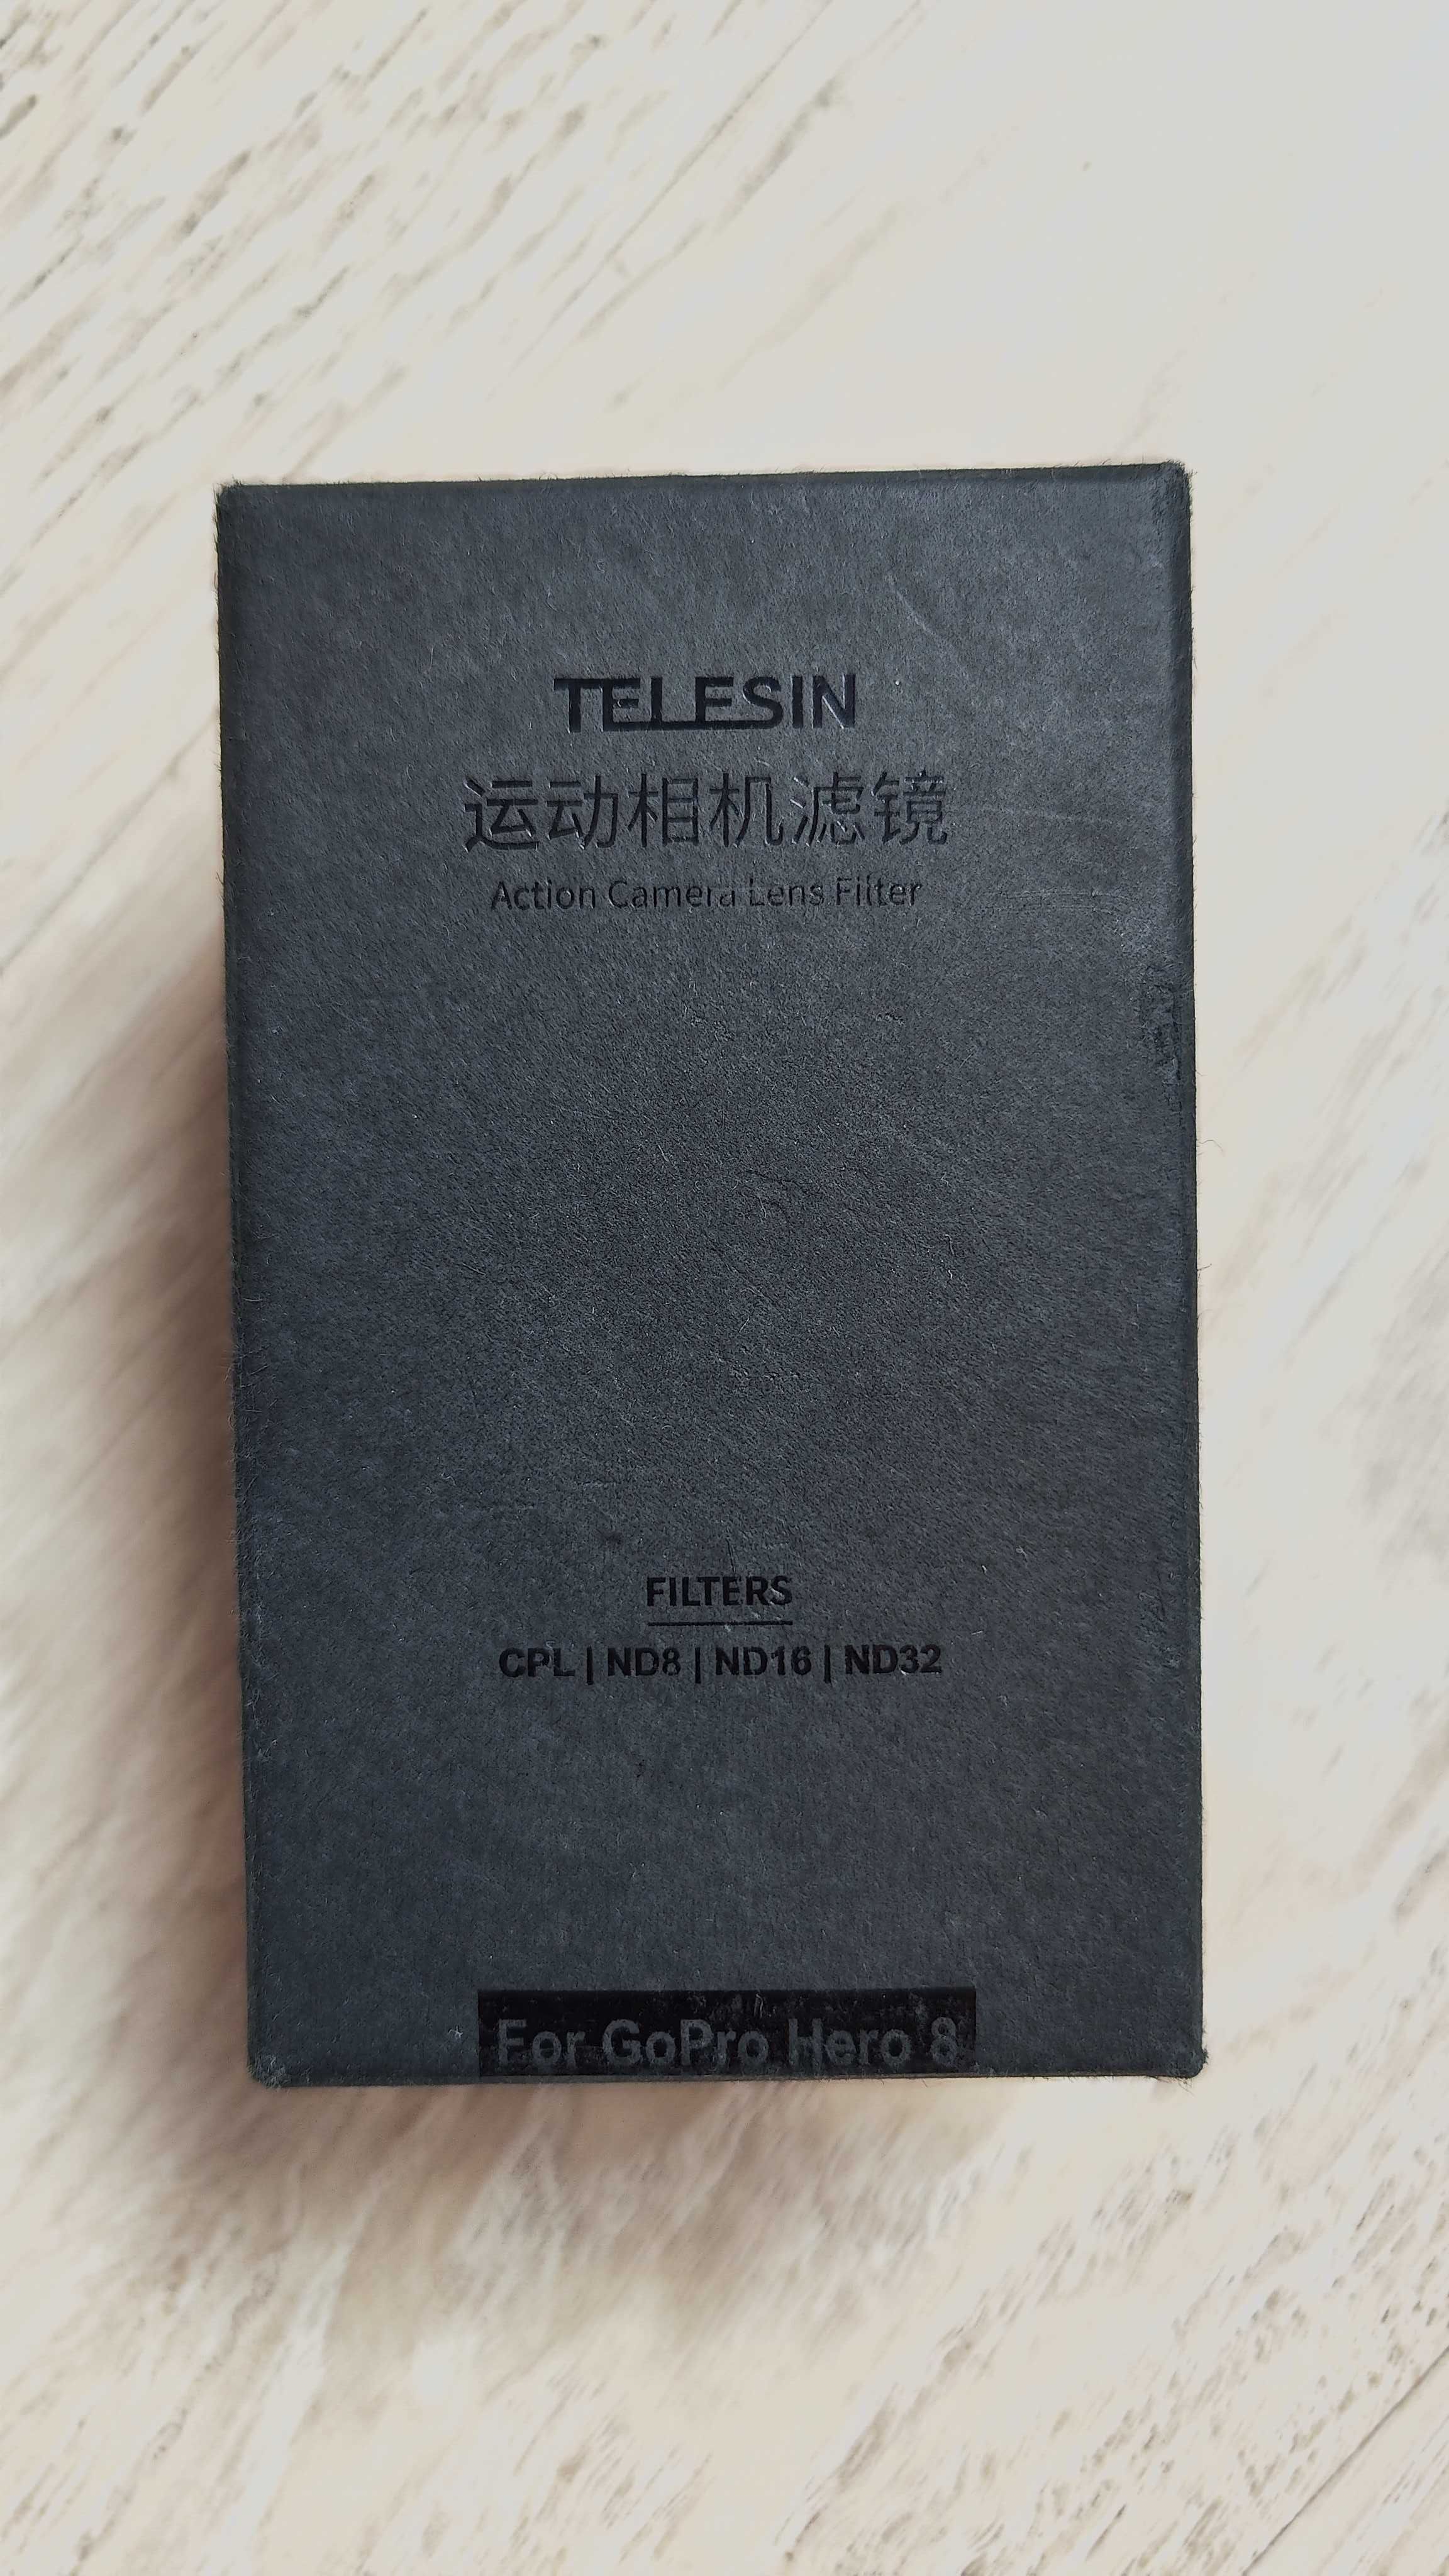 TELESIN
运动相机滤镜
Action Camera Lens Filter
FILTERS
CPL | ND8 | ND16 | ND32
For GoPro Hero 8